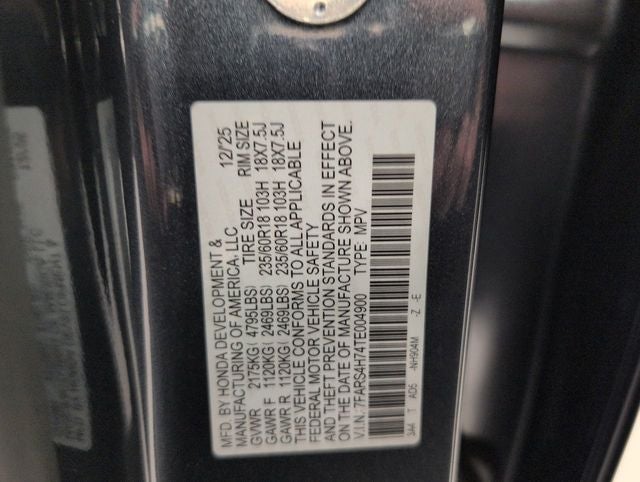 MFD. BY HONDA DEVELOPMENT &
MANUFACTURING OF AMERICA, LLC 12/25
GVWR 2175KG( 4795LBS) TIRE SIZE RIM SIZE
GAWR F 1120KG( 2469LBS) 235/60R18 103H 18X7.5J
GAWR R 1120KG( 2469LBS) 235/60R18 103H 18X7.5J
THIS VEHICLE CONFORMS TO ALL APPLICABLE
FEDERAL MOTOR VEHICLE SAFETY
AND THEFT PREVENTION STANDARDS IN EFFECT
ON THE DATE OF MANUFACTURE SHOWN ABOVE.
V.I.N.: 7FARS4H74TE004900 TYPE: MPV
3A4 T AD5 -NH904M -Z -E